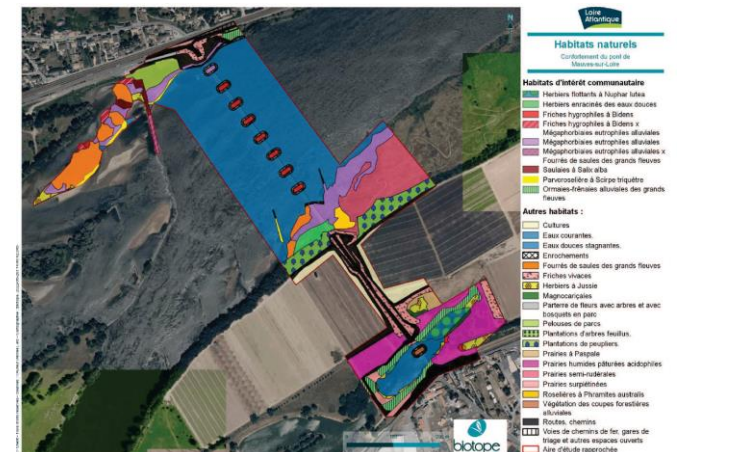 N
Loire
Atlantique
Habitats naturels
Confortement du pont de
Mauves-sur-Loire
Habitats d'intérêt communautaire
Herbiers flottants à Nuphar lutea
Herbiers enracinés des eaux douces
Friches hygrophiles à Bidens
Friches hygrophiles à Bidens x
Mégaphorbiaies eutrophiles alluviales
Mégaphorbiaies eutrophiles alluviales
Mégaphorbiaies eutrophiles alluviales x
Fourrés de saules des grands fleuves
Saulaies à Salix alba
Parvoroselière à Scirpe triquètre
Ormaies-frênaies alluviales des grands
fleuves
Autres habitats :
Cultures
Eaux courantes.
Eaux douces stagnantes.
Enrochements
Fourrés de saules des grands fleuves
Friches vivaces
Herbiers à Jussie
Magnocariçaies
Parterre de fleurs avec arbres et avec
bosquets en parc
Pelouses de parcs
Plantations d'arbres feuillus.
Plantations de peupliers.
Prairies à Paspale
Prairies humides pâturées acidophiles
Prairies semi-rudérales
Prairies surpiétinées
Roselières à Phramites australis
Végétation des coupes forestières
alluviales
Routes, chemins
Voies de chemins de fer, gares de
triage et autres espaces ouverts
Aire d'étude rapprochée
biotope